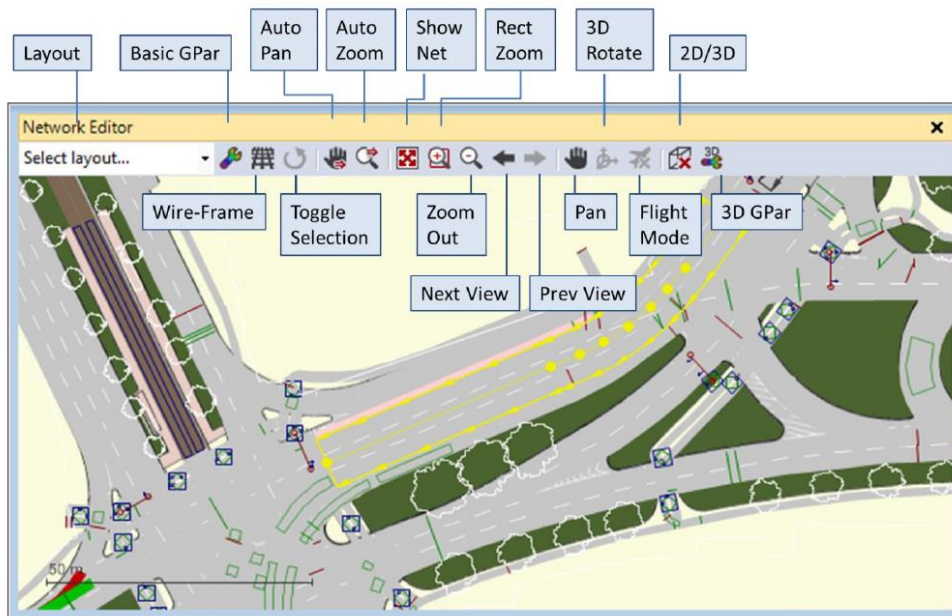 Auto
Pan
Auto
Zoom
Show
Net
Rect
Zoom
3D
Rotate
Layout
Basic GPar
2D/3D
Network Editor
Select layout...
3D
Wire-Frame
Toggle
Selection
Zoom
Out
Pan
Flight
Mode
3D GPar
Next View
Prev View
50 m